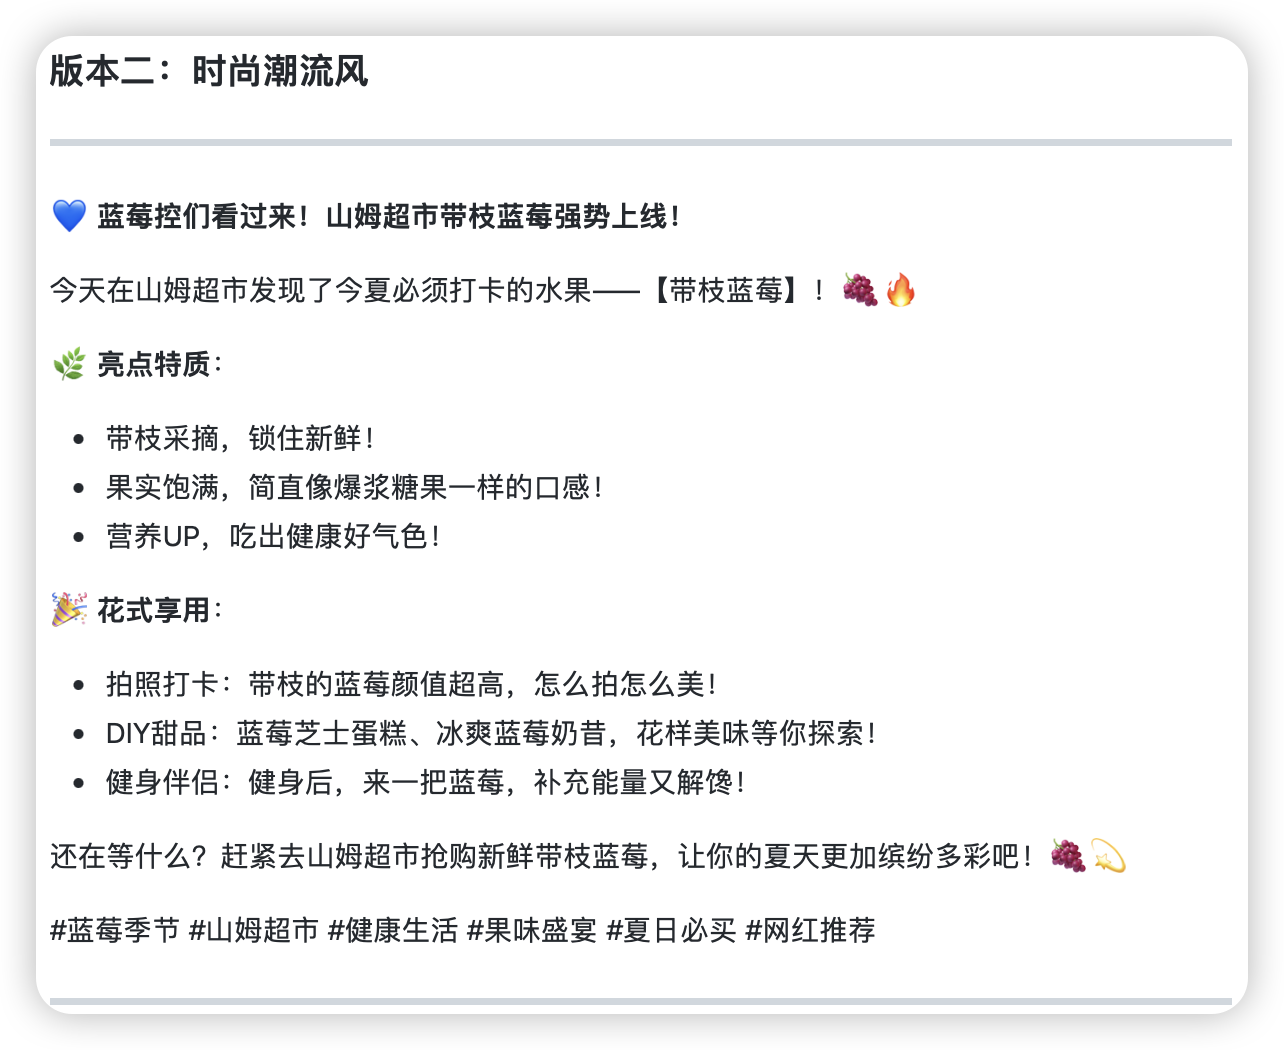 版本二：时尚潮流风
💙 蓝莓控们看过来！山姆超市带枝蓝莓强势上线！
今天在山姆超市发现了今夏必须打卡的水果——【带枝蓝莓】！🍇🔥
🌿 亮点特质：
• 带枝采摘，锁住新鲜！
• 果实饱满，简直像爆浆糖果一样的口感！
• 营养UP，吃出健康好气色！
🎉 花式享用：
• 拍照打卡：带枝的蓝莓颜值超高，怎么拍怎么美！
• DIY甜品：蓝莓芝士蛋糕、冰爽蓝莓奶昔，花样美味等你探索！
• 健身伴侣：健身后，来一把蓝莓，补充能量又解馋！
还在等什么？赶紧去山姆超市抢购新鲜带枝蓝莓，让你的夏天更加缤纷多彩吧！🍇💫
#蓝莓季节 #山姆超市 #健康生活 #果味盛宴 #夏日必买 #网红推荐